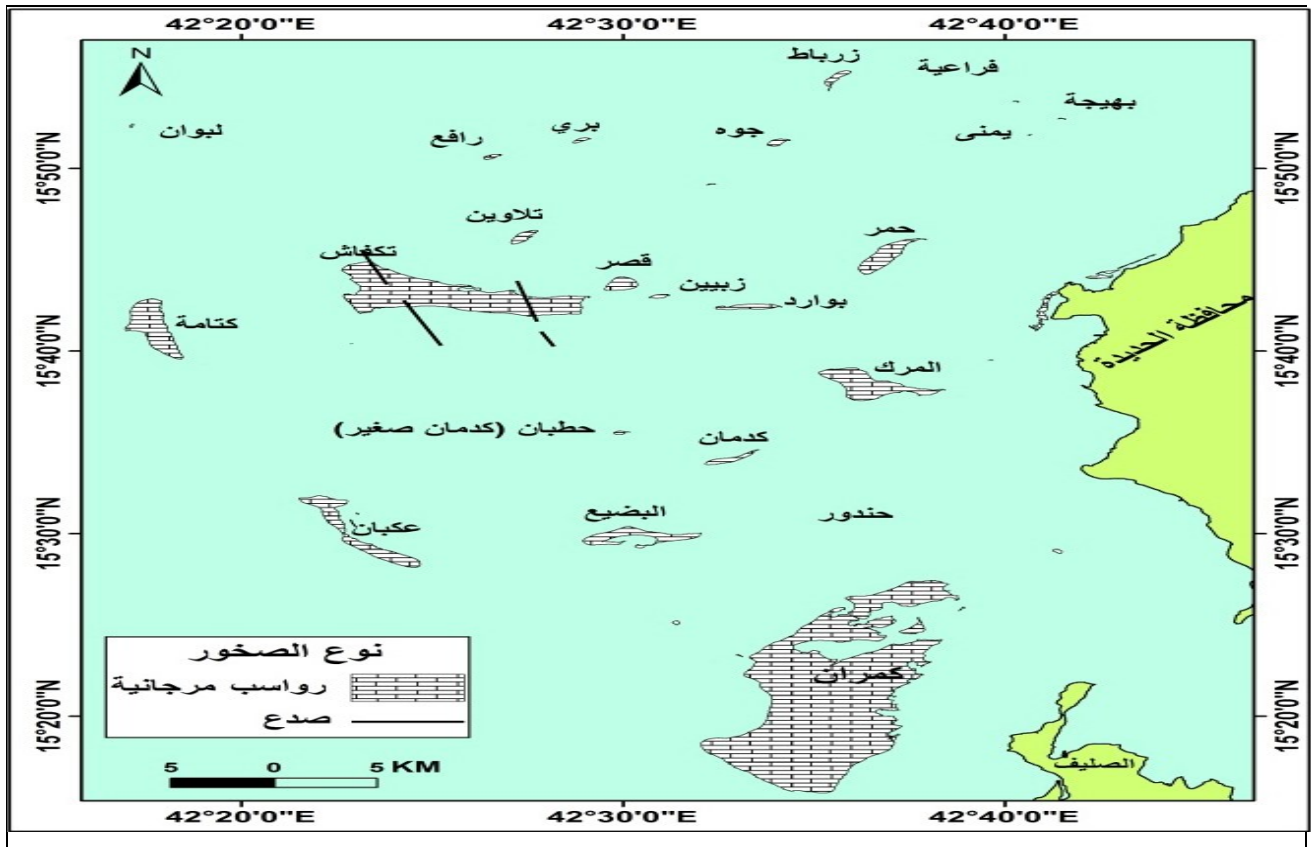 42°20'0"E
42°30'0"E
42°40'0"E
N
زرباط
فراعية
بهيجة
يمنى
جوه
بري
رافع
لبوان
15°50'0"N
15°50'0"N
تلاوين
حمر
تكفاش
قصر
زبيين
بوارد
كتامة
محافظة الحديدة
15°40'0"N
15°40'0"N
المرك
حطبان (كدمان صغير)
كدمان
عكبان
البضيع
حندور
15°30'0"N
15°30'0"N
كمران
نوع الصخور
رواسب مرجانية
صدع
15°20'0"N
15°20'0"N
الصليف
5 0 5 KM
42°20'0"E
42°30'0"E
42°40'0"E